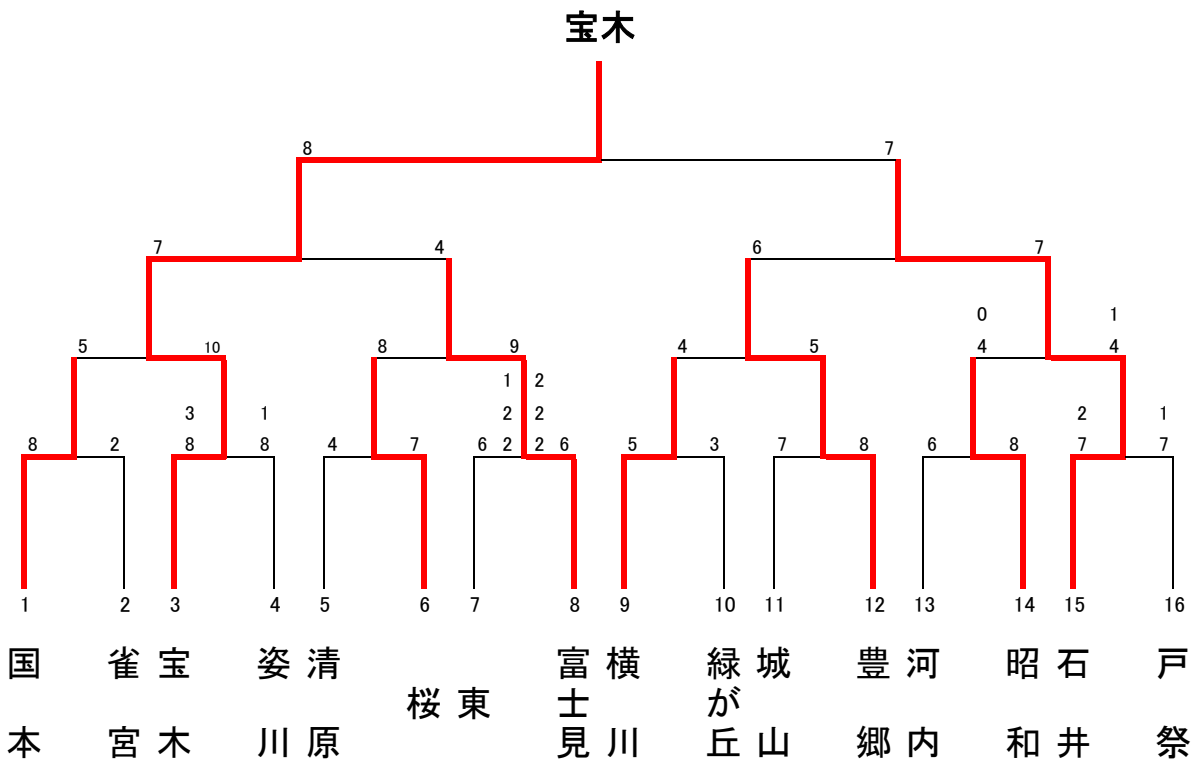 宝木
8 7
7 4 6 7
0 1
5 10 8 9 4 5 4 4
1 2
3 1 2 2 2 1
8 2 8 8 4 7 6 2 2 6 5 3 7 8 6 8 7 7
1 2 3 4 5 6 7 8 9 10 11 12 13 14 15 16
国本
雀宮
宝木
姿川
清原
桜
東
富士見
横川
緑が丘
城山
豊郷
河内
昭和
石井
戸祭